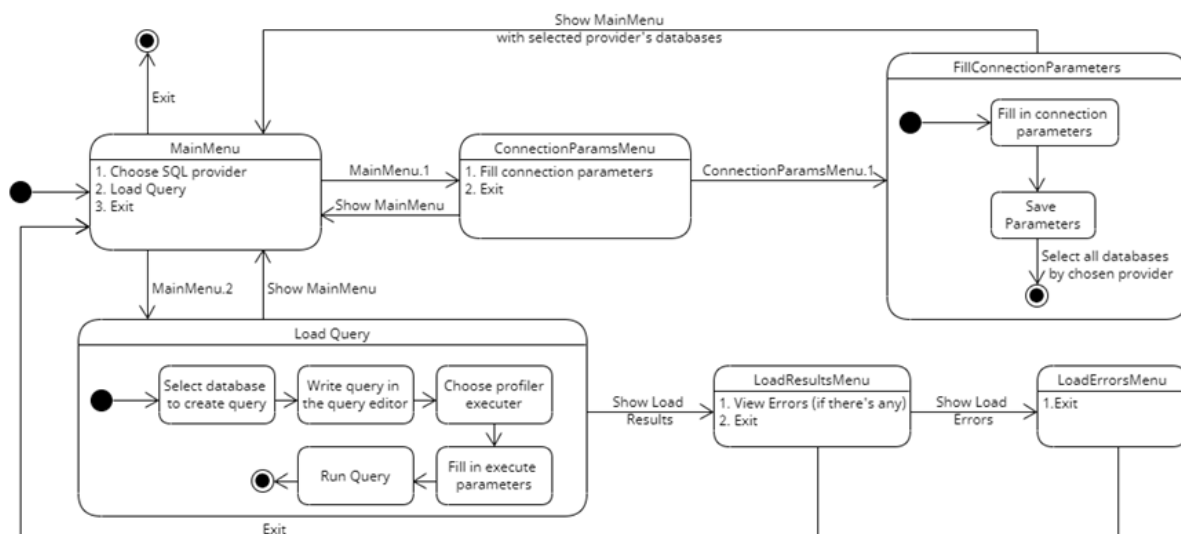 Show MainMenu
with selected provider's databases
FillConnectionParameters
Exit
Fill in connection
parameters
MainMenu
1. Choose SQL provider
2. Load Query
3. Exit
MainMenu.1
Show MainMenu
ConnectionParamsMenu
1. Fill connection parameters
2. Exit
ConnectionParamsMenu.1
Save
Parameters
Select all databases
by chosen provider
MainMenu.2
Show MainMenu
Load Query
Select database
to create query
Write query in
the query editor
Choose profiler
executer
Run Query
Fill in execute
parameters
Show Load
Results
LoadResultsMenu
1. View Errors (if there's any)
2. Exit
Show Load
Errors
LoadErrorsMenu
1.Exit
Exit